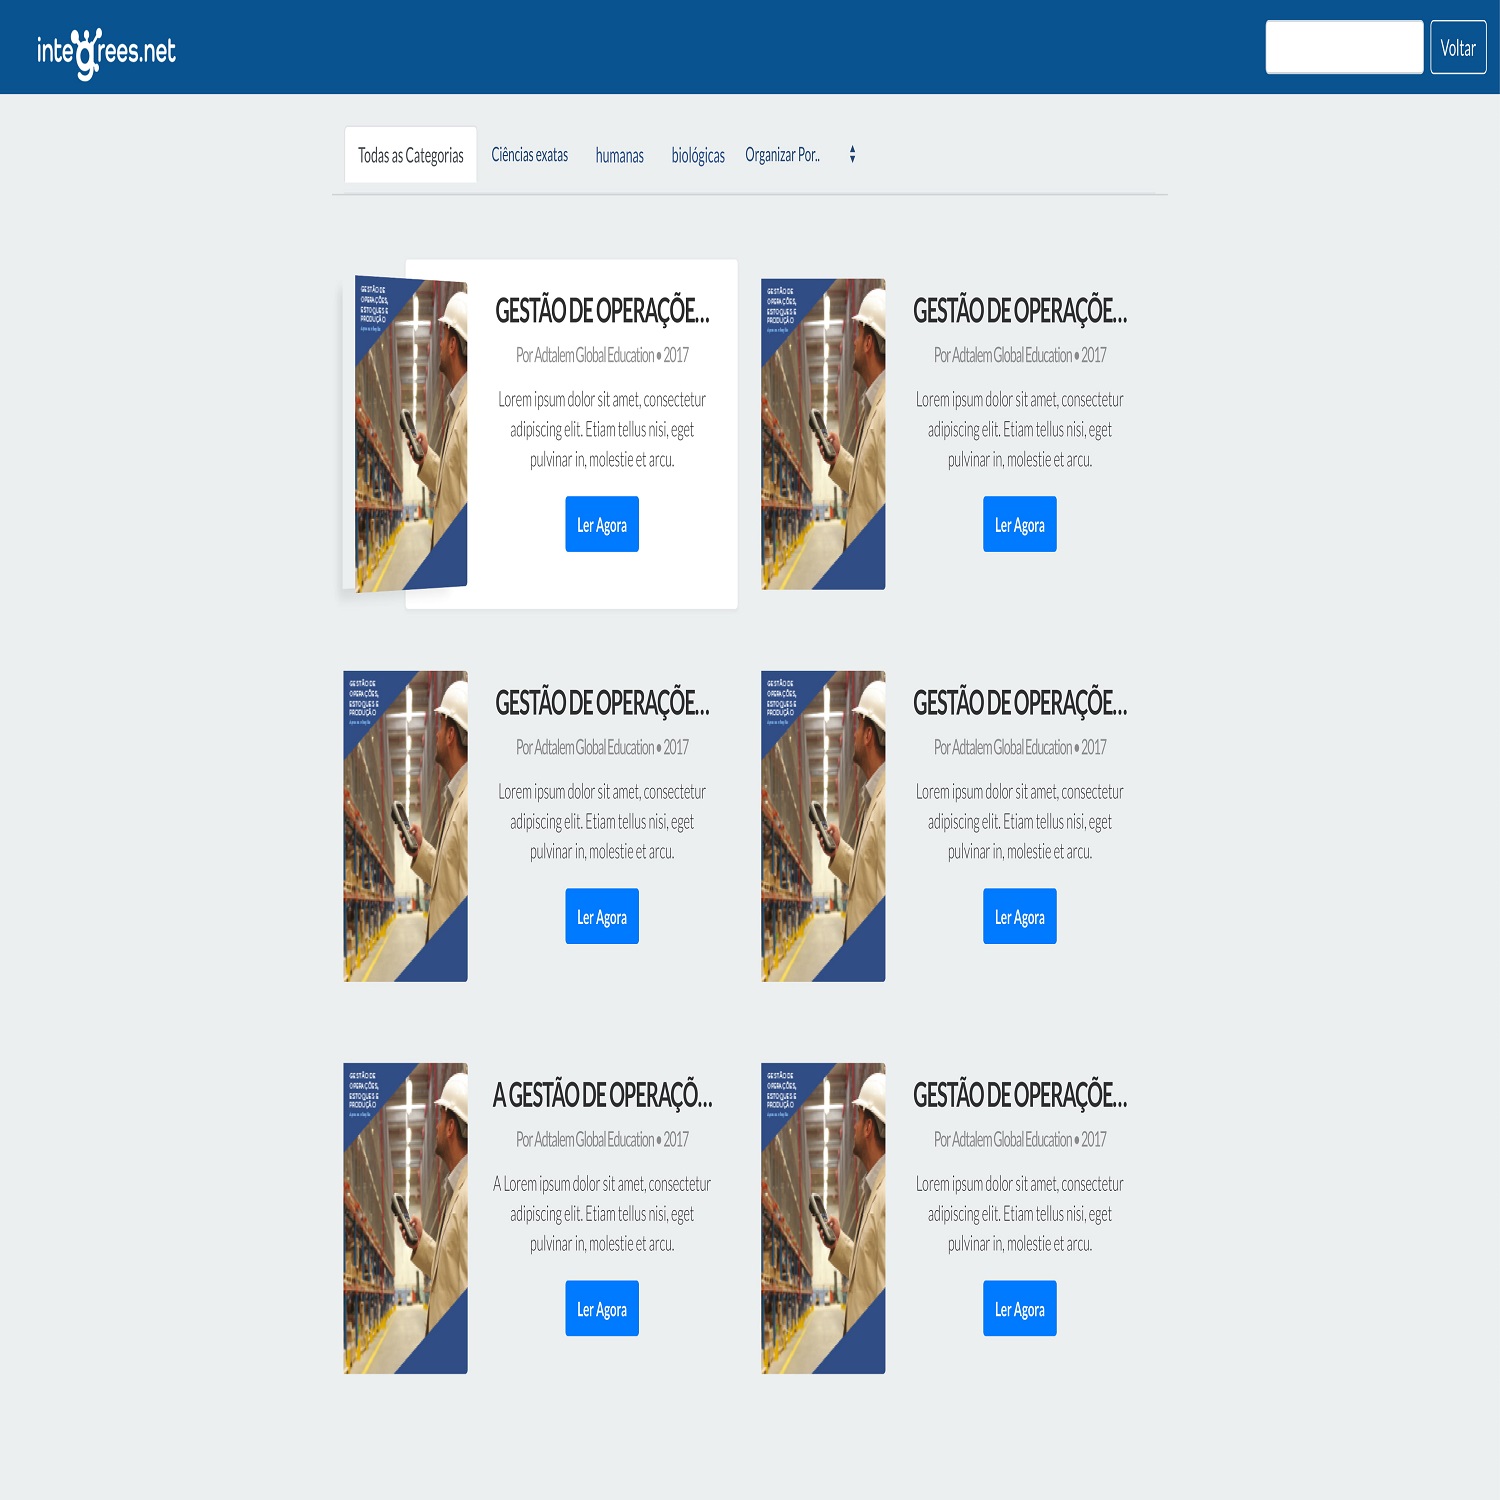 integrees.net
Voltar
Todas as Categorias
Ciências exatas
humanas
biológicas
Organizar Por..
GESTÃO DE
OPERAÇÕES,
ESTOQUES E
PRODUÇÃO
GESTÃO DE OPERAÇÕE...
Por Adtalem Global Education • 2017
Lorem ipsum dolor sit amet, consectetur
adipiscing elit. Etiam tellus nisi, eget
pulvinar in, molestie et arcu.
Ler Agora
GESTÃO DE
OPERAÇÕES,
ESTOQUES E
PRODUÇÃO
GESTÃO DE OPERAÇÕE...
Por Adtalem Global Education • 2017
Lorem ipsum dolor sit amet, consectetur
adipiscing elit. Etiam tellus nisi, eget
pulvinar in, molestie et arcu.
Ler Agora
GESTÃO DE
OPERAÇÕES,
ESTOQUES E
PRODUÇÃO
GESTÃO DE OPERAÇÕE...
Por Adtalem Global Education • 2017
Lorem ipsum dolor sit amet, consectetur
adipiscing elit. Etiam tellus nisi, eget
pulvinar in, molestie et arcu.
Ler Agora
GESTÃO DE
OPERAÇÕES,
ESTOQUES E
PRODUÇÃO
GESTÃO DE OPERAÇÕE...
Por Adtalem Global Education • 2017
Lorem ipsum dolor sit amet, consectetur
adipiscing elit. Etiam tellus nisi, eget
pulvinar in, molestie et arcu.
Ler Agora
GESTÃO DE
OPERAÇÕES,
ESTOQUES E
PRODUÇÃO
A GESTÃO DE OPERAÇÕ...
Por Adtalem Global Education • 2017
A Lorem ipsum dolor sit amet, consectetur
adipiscing elit. Etiam tellus nisi, eget
pulvinar in, molestie et arcu.
Ler Agora
GESTÃO DE
OPERAÇÕES,
ESTOQUES E
PRODUÇÃO
GESTÃO DE OPERAÇÕE...
Por Adtalem Global Education • 2017
Lorem ipsum dolor sit amet, consectetur
adipiscing elit. Etiam tellus nisi, eget
pulvinar in, molestie et arcu.
Ler Agora